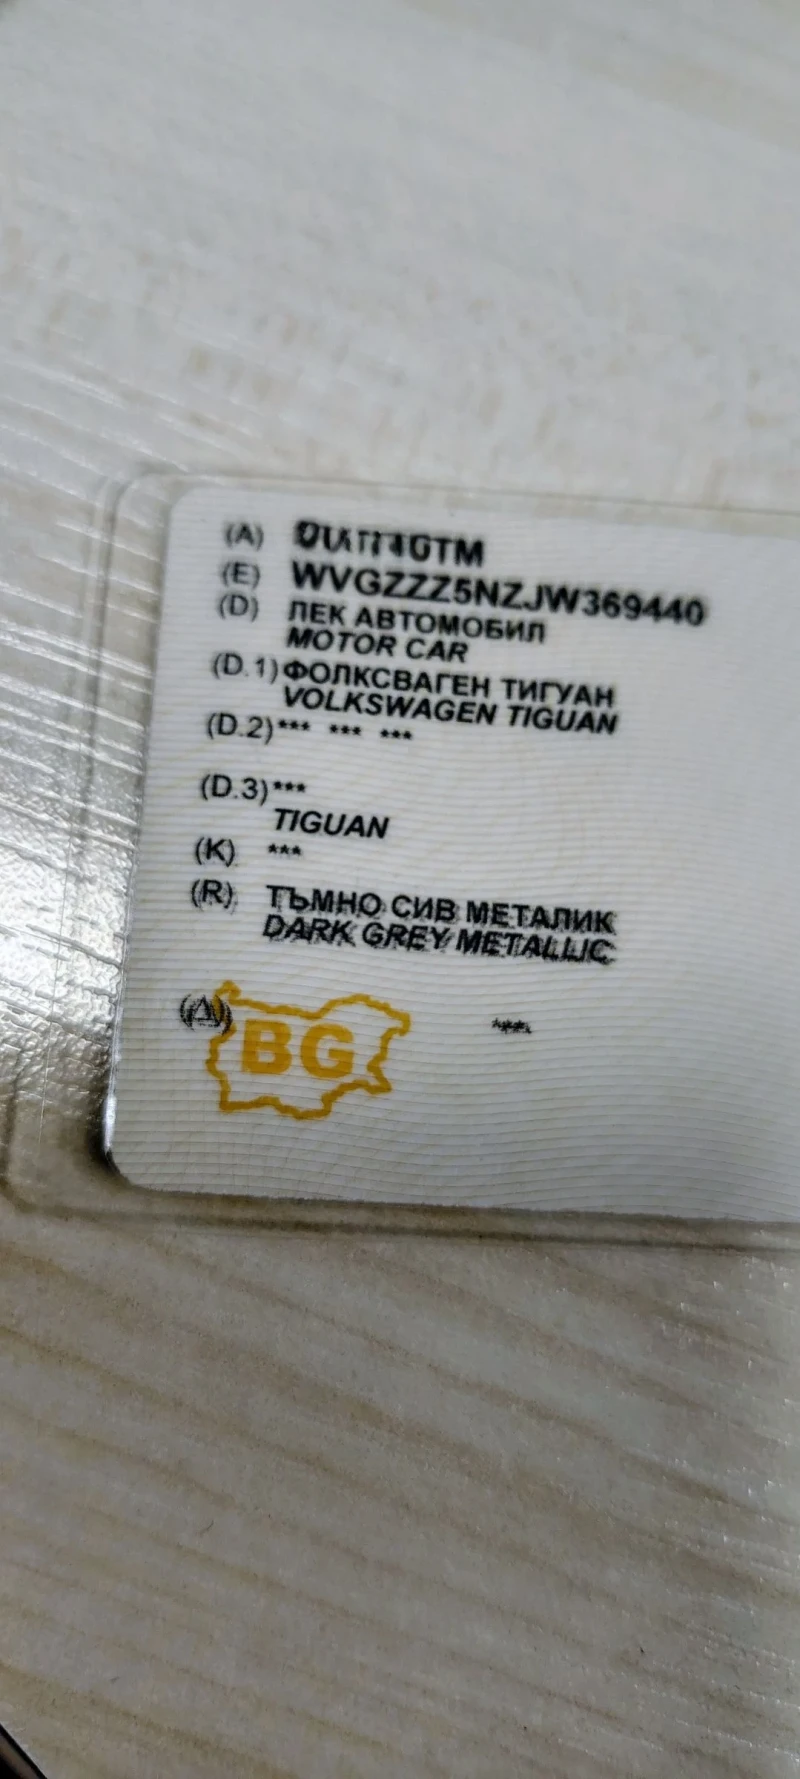 (A)
(E) WVGZZZ5NZJW369440
(D) ЛЕК АВТОМОБИЛ
MOTOR CAR
(D.1) ФОЛКСВАГЕН ТИГУАН
VOLKSWAGEN TIGUAN
(D.2) *** *** ***
(D.3) ***
TIGUAN
(K) ***
(R) ТЪМНО СИВ МЕТАЛИК
DARK GREY METALLIC
BG ***